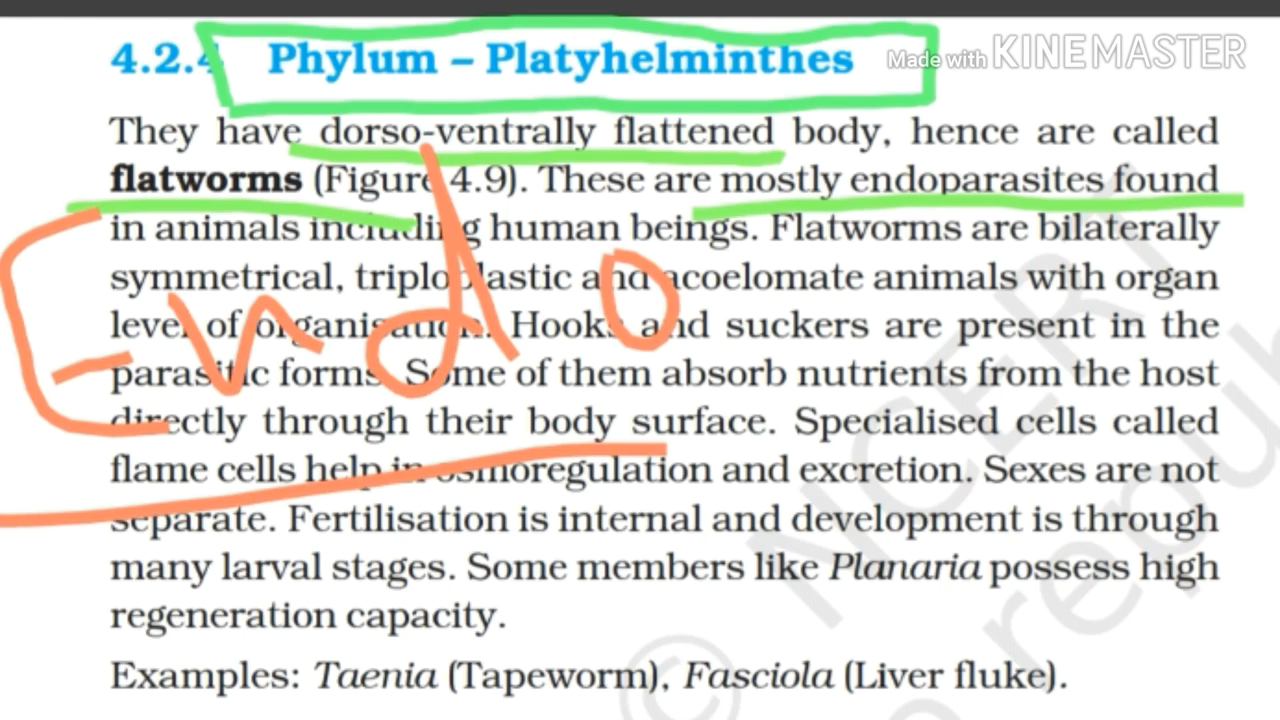 4.2.4 Phylum – Platyhelminthes
Made with KINEMASTER
They have dorso-ventrally flattened body, hence are called
flatworms (Figure 4.9). These are mostly endoparasites found
in animals including human beings. Flatworms are bilaterally
symmetrical, triploblastic and acoelomate animals with organ
level of organisation. Hooks and suckers are present in the
parasitic forms. Some of them absorb nutrients from the host
directly through their body surface. Specialised cells called
flame cells help in osmoregulation and excretion. Sexes are not
separate. Fertilisation is internal and development is through
many larval stages. Some members like Planaria possess high
regeneration capacity.
Examples: Taenia (Tapeworm), Fasciola (Liver fluke).
Endo
© NCERT
republ